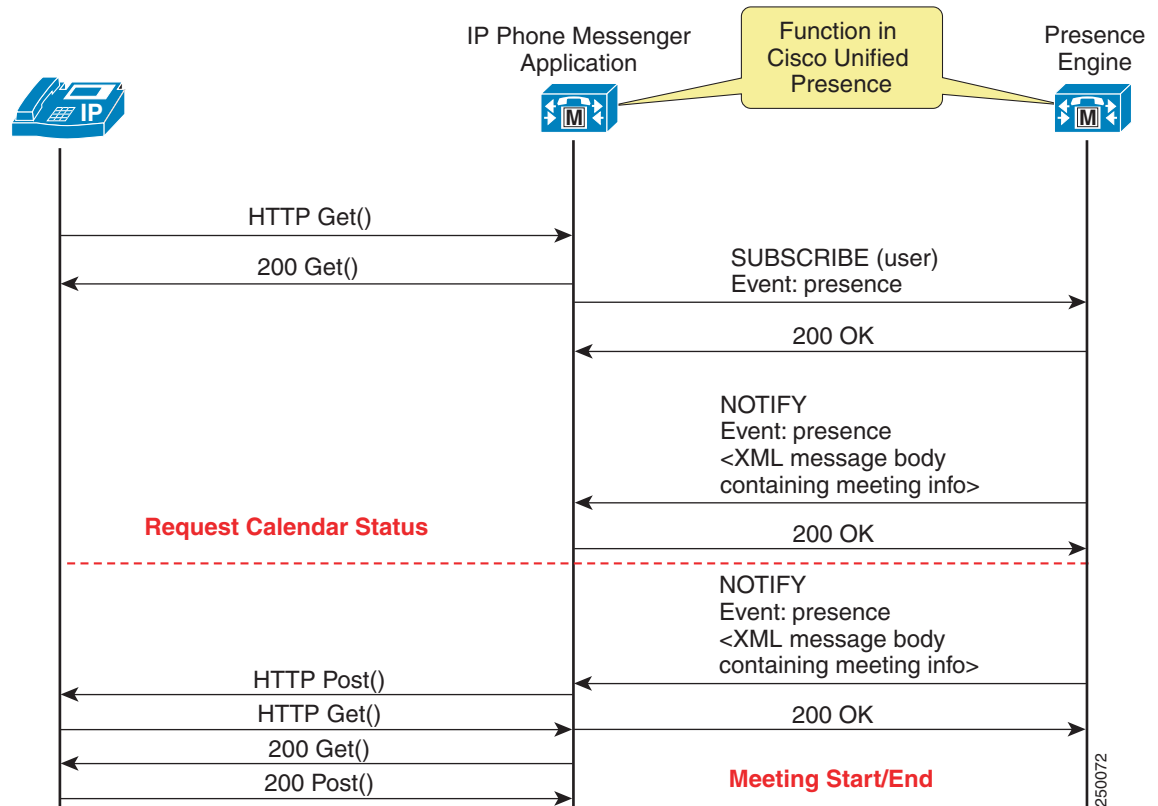 IP Phone Messenger
Application
Function in
Cisco Unified
Presence
Presence
Engine
IP
M
M
HTTP Get()
200 Get()
SUBSCRIBE (user)
Event: presence
200 OK
NOTIFY
Event: presence
<XML message body
containing meeting info>
Request Calendar Status
200 OK
NOTIFY
Event: presence
<XML message body
containing meeting info>
HTTP Post()
HTTP Get()
200 OK
200 Get()
200 Post()
Meeting Start/End
250072